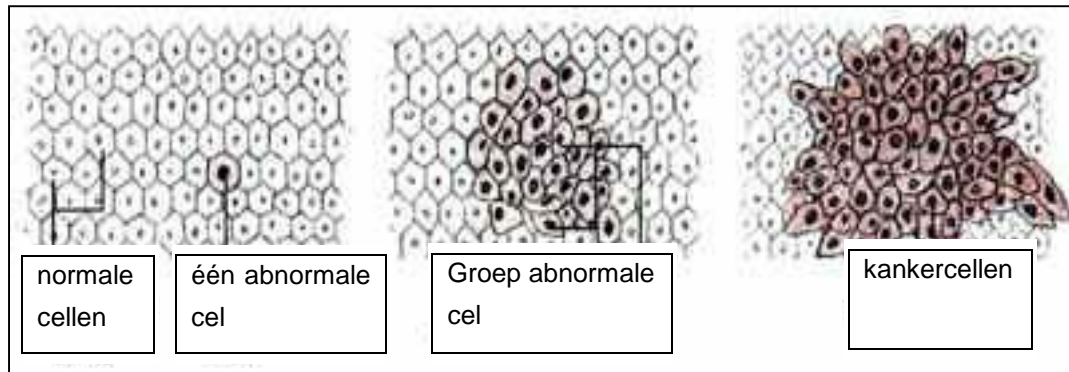 normale
cellen
één abnormale
cel
Groep abnormale
cel
kankercellen